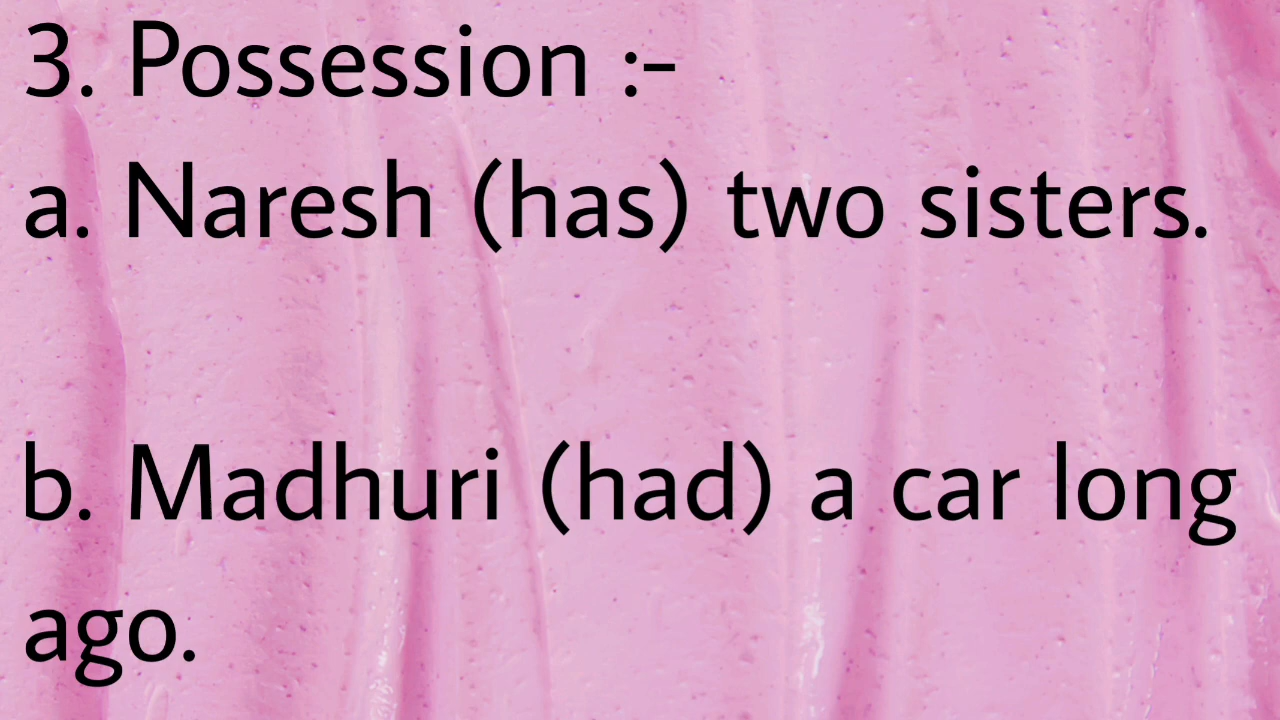 3. Possession :-
a. Naresh (has) two sisters.
b. Madhuri (had) a car long
ago.